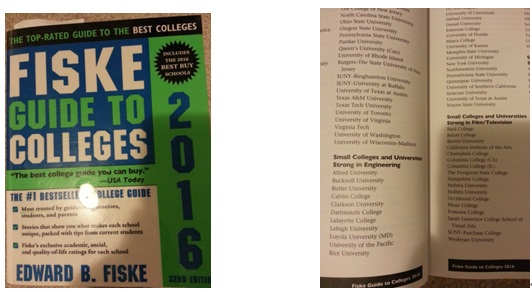 THE TOP-RATED GUIDE TO THE BEST COLLEGES
FISKE
GUIDE TO
COLLEGES
INCLUDES
THE 2016
BEST BUY
SCHOOLS
2016
"The best college guide you can buy."
—USA Today
THE #1 BESTSELLING COLLEGE GUIDE
Most trusted by
students, and parents
Stories that show you what makes each school
unique, packed with tips from current students
Fiske's exclusive academic, social,
and quality-of-life ratings for each school
EDWARD B. FISKE
32ND EDITION
The College of New Jersey
North Carolina State University
Ohio State University
Oregon State University
Pennsylvania State University
Purdue University
Queen's University (Can)
University of Rhode Island
Rutgers–The State University of New
Jersey
SUNY–Binghamton University
SUNY–University at Buffalo
University of Texas at Austin
Texas A&M University
Texas Tech University
University of Toronto
University of Virginia
Virginia Tech
University of Washington
University of Wisconsin–Madison
Small Colleges and Universities
Strong in Engineering
Alfred University
Bucknell University
Butler University
Calvin College
Clarkson University
Dartmouth College
Lafayette College
Lehigh University
Loyola University (MD)
University of the Pacific
Rice University
Fiske Guide to Colleges 2016
University of Cincinnati
DePaul University
Drexel University
Emerson College
University of Florida
Ithaca College
University of Kansas
Memphis State University
University of Michigan
New York University
Northwestern University
Pennsylvania State University
Quinnipiac University
University of Southern California
Syracuse University
University of Texas at Austin
Wayne State University
Small Colleges and Universities
Strong in Film/Television
Bard College
Beloit College
Brown University
California Institute of the Arts
Champlain College
Columbia College (CA)
Columbia College (IL)
The Evergreen State College
Hampshire College
Hofstra University
Hollins University
Occidental College
Pitzer College
Pomona College
Sarah Lawrence College School of
Visual Arts
SUNY–Purchase College
Wesleyan University
Fiske Guide to Colleges 2016